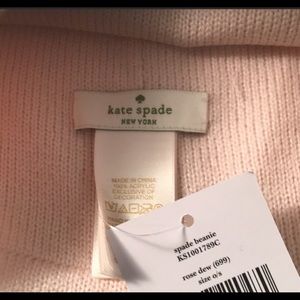 kate spade
NEW YORK
MADE IN CHINA
100% ACRYLIC
EXCLUSIVE OF
DECORATION
spade beanie
KS1001789C
rose dew (699)
size o/s